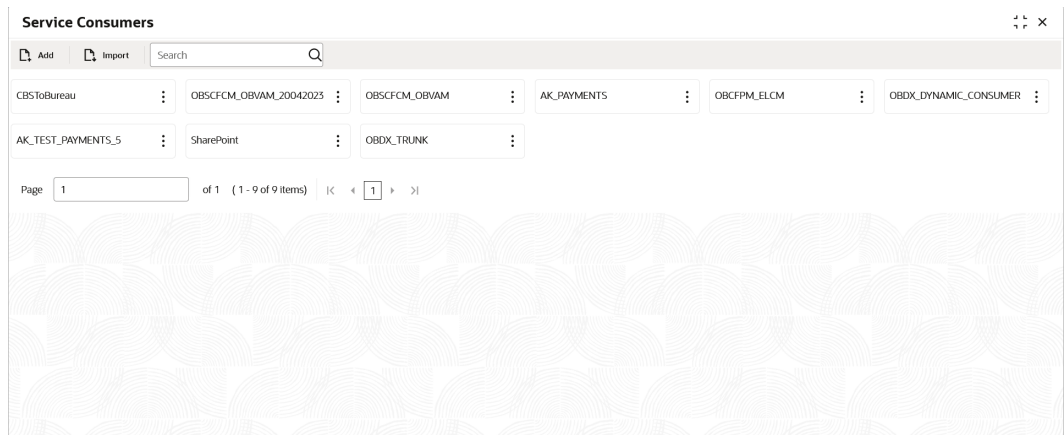 Service Consumers
Add Import Search
CBSToBureau OBSCFCM_OBVAM_20042023 OBSCFCM_OBVAM AK_PAYMENTS OBCFPM_ELCM OBDX_DYNAMIC_CONSUMER
AK_TEST_PAYMENTS_5 SharePoint OBDX_TRUNK
Page 1 of 1 ( 1 - 9 of 9 items) 1